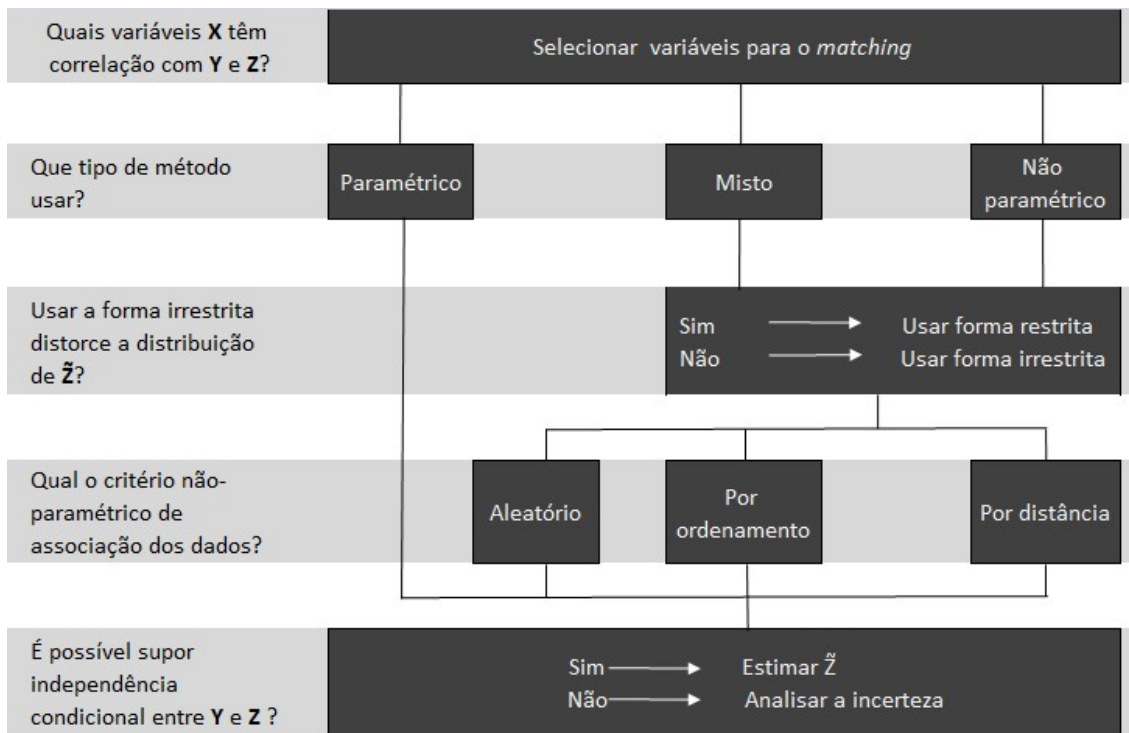 Quais variáveis X têm
correlação com Y e Z?
Selecionar variáveis para o matching
Que tipo de método
usar?
Paramétrico
Misto
Não
paramétrico
Usar a forma irrestrita
distorce a distribuição
de Z̃?
Sim Usar forma restrita
Não Usar forma irrestrita
Qual o critério não-
paramétrico de
associação dos dados?
Aleatório
Por
ordenamento
Por distância
É possível supor
independência
condicional entre Y e Z ?
Sim Estimar Z̃
Não Analisar a incerteza